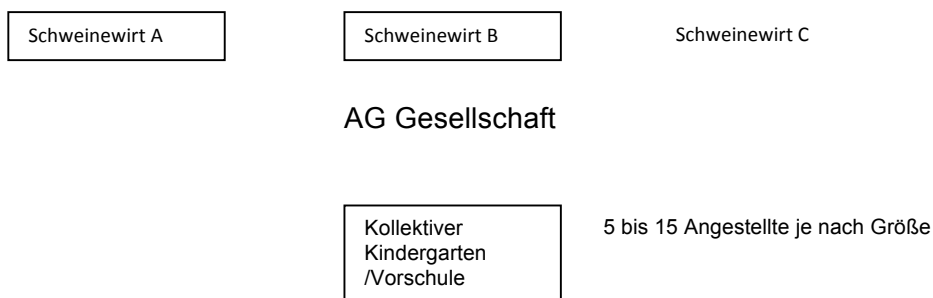 Schweinewirt A
Schweinewirt B
Schweinewirt C
AG Gesellschaft
Kollektiver
Kindergarten
/Vorschule
5 bis 15 Angestellte je nach Größe